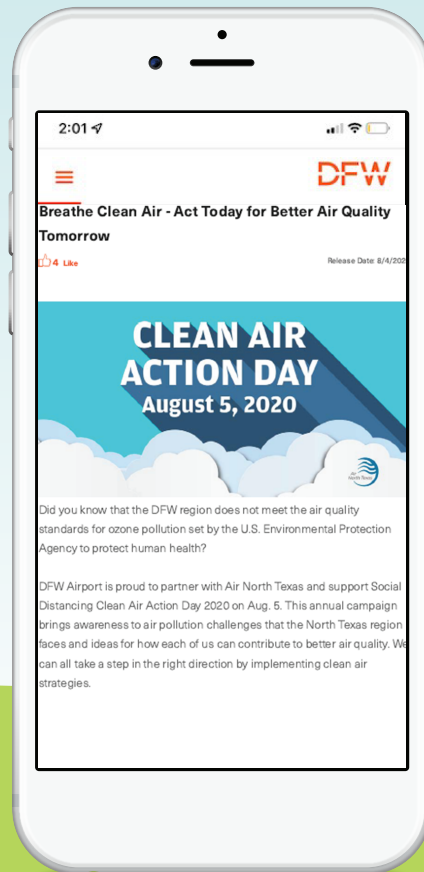 2:01
DFW
Breathe Clean Air - Act Today for Better Air Quality
Tomorrow
4 Like
Release Date: 8/4/202
CLEAN AIR
ACTION DAY
August 5, 2020
Air
North Texas
Did you know that the DFW region does not meet the air quality
standards for ozone pollution set by the U.S. Environmental Protection
Agency to protect human health?
DFW Airport is proud to partner with Air North Texas and support Social
Distancing Clean Air Action Day 2020 on Aug. 5. This annual campaign
brings awareness to air pollution challenges that the North Texas region
faces and ideas for how each of us can contribute to better air quality. We
can all take a step in the right direction by implementing clean air
strategies.